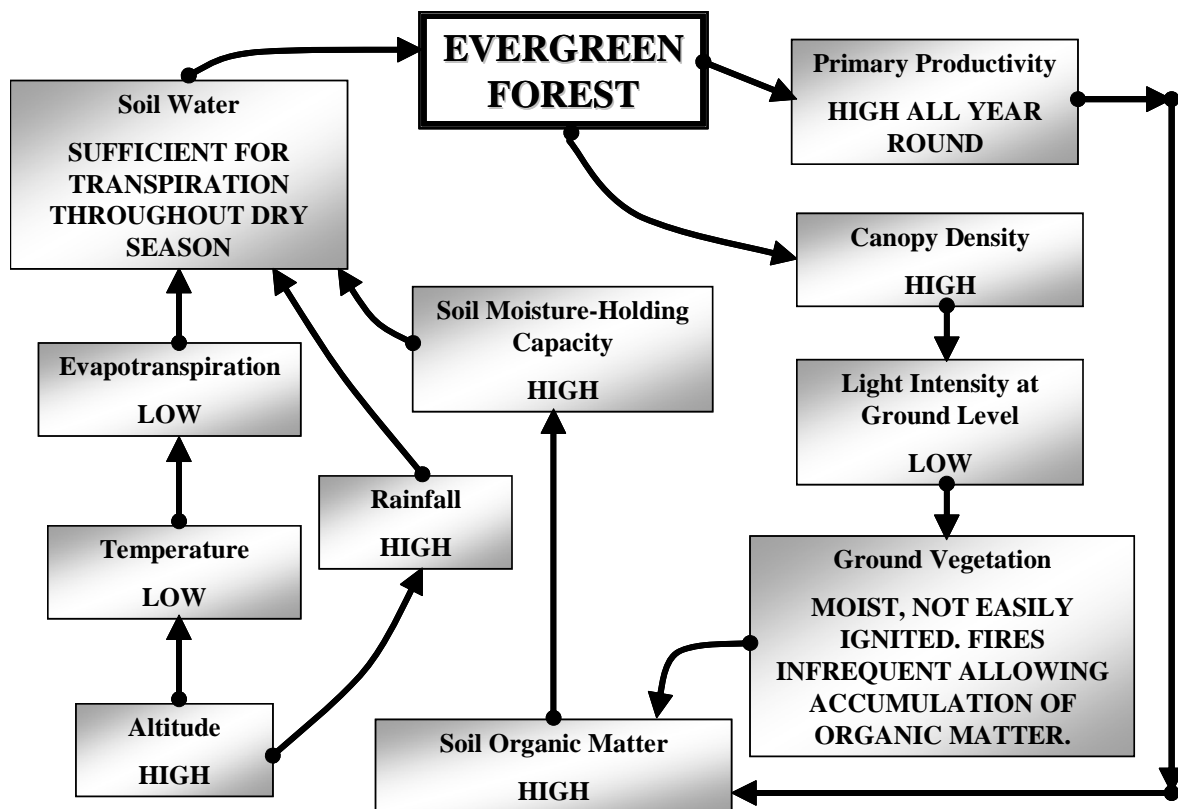 EVERGREEN
FOREST
Primary Productivity
HIGH ALL YEAR
ROUND
Soil Water
SUFFICIENT FOR
TRANSPIRATION
THROUGHOUT DRY
SEASON
Canopy Density
HIGH
Soil Moisture-Holding
Capacity
HIGH
Evapotranspiration
LOW
Light Intensity at
Ground Level
LOW
Rainfall
HIGH
Temperature
LOW
Ground Vegetation
MOIST, NOT EASILY
IGNITED. FIRES
INFREQUENT ALLOWING
ACCUMULATION OF
ORGANIC MATTER.
Altitude
HIGH
Soil Organic Matter
HIGH